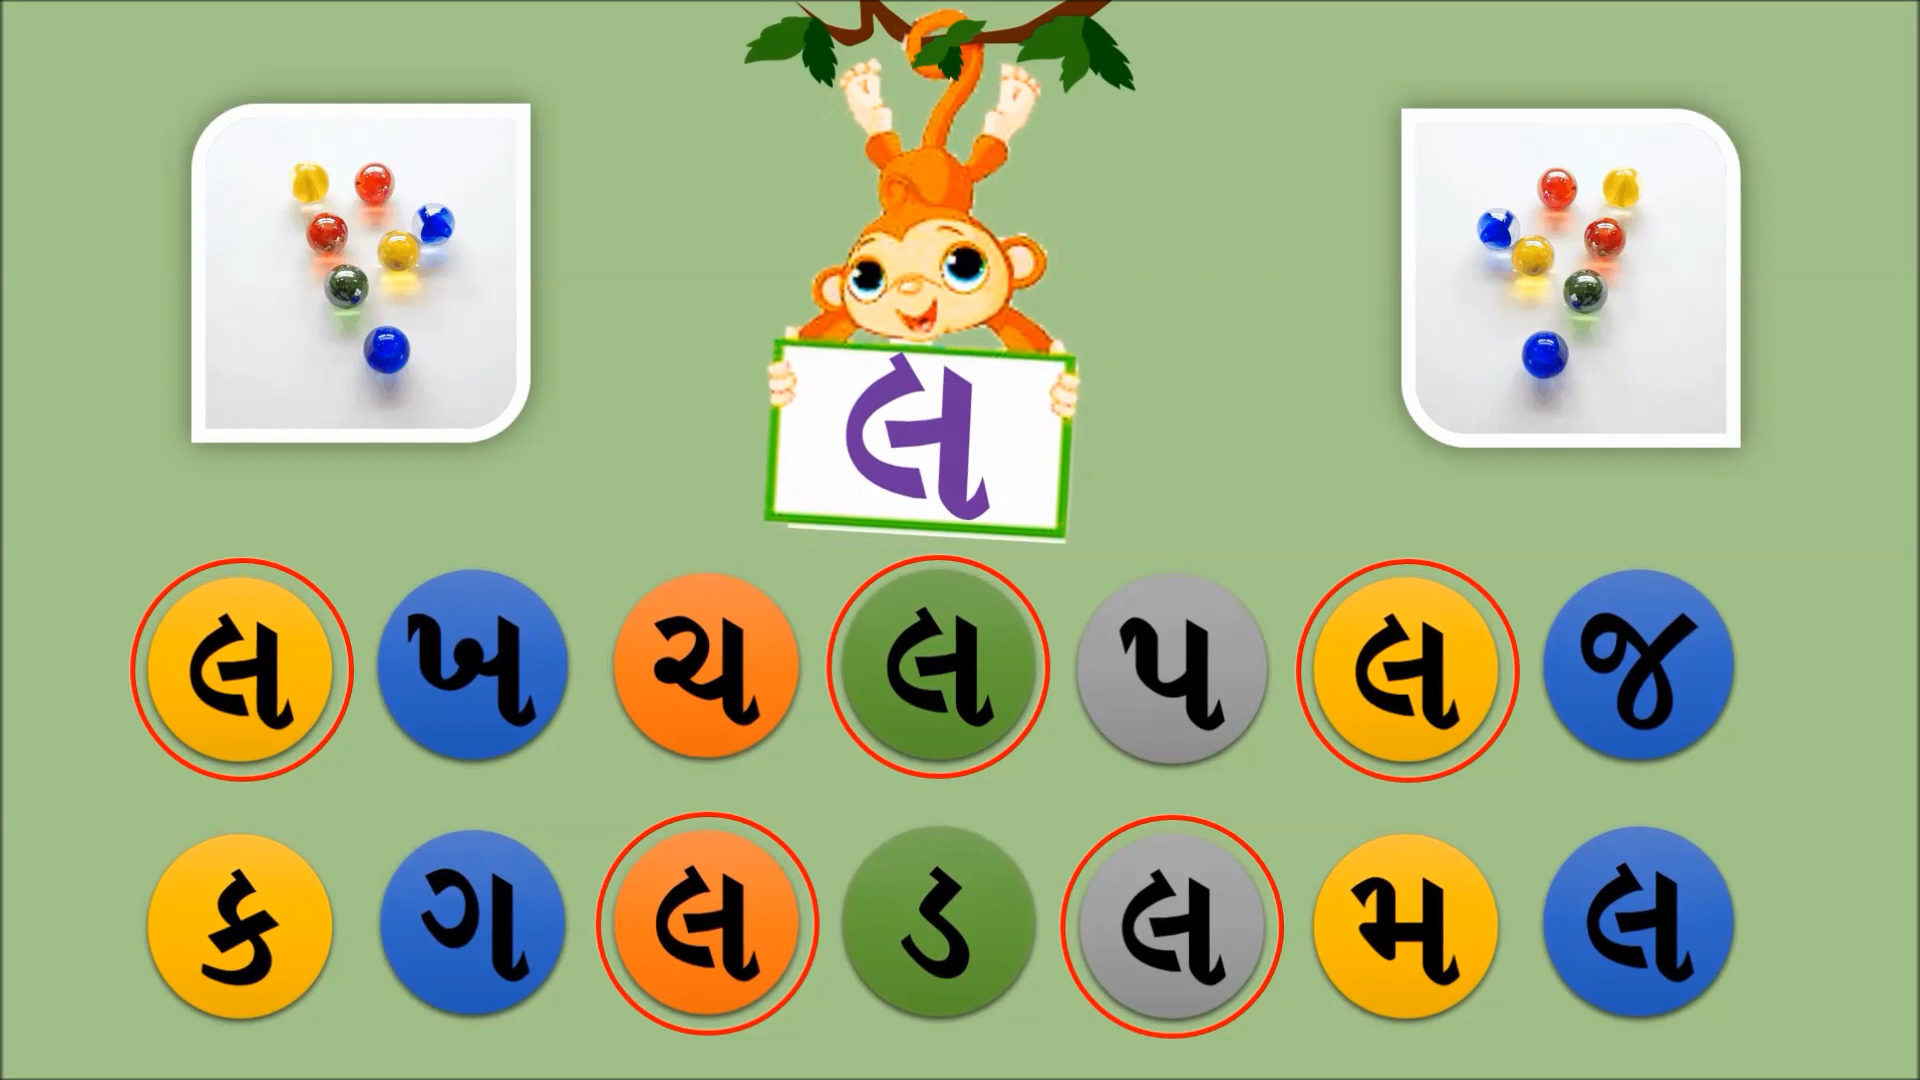 લ
લ ખ ચ લ પ લ જ
ક ગ લ ડ લ મ લ